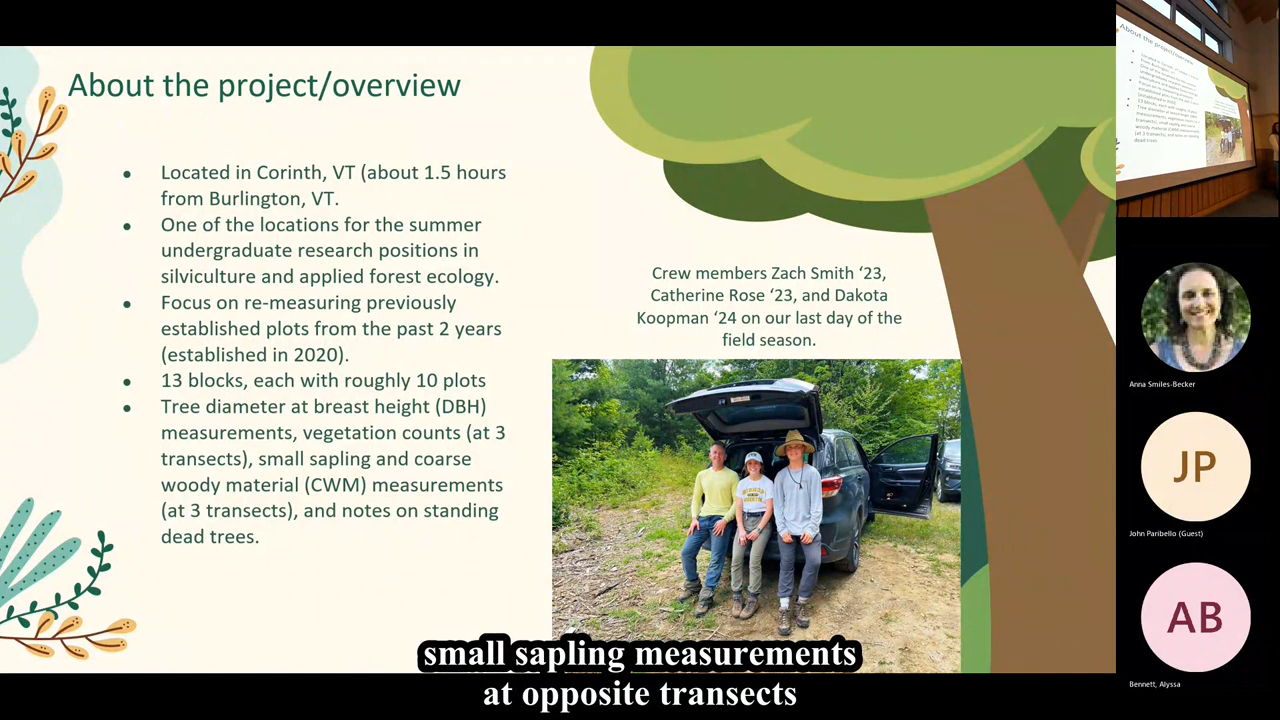 About the project/overview
Located in Corinth, VT (about 1.5 hours
from Burlington, VT.
One of the locations for the summer
undergraduate research positions in
silviculture and applied forest ecology.
Focus on re-measuring previously
established plots from the past 2 years
(established in 2020).
13 blocks, each with roughly 10 plots
Tree diameter at breast height (DBH)
measurements, vegetation counts (at 3
transects), small sapling and coarse
woody material (CWM) measurements
(at 3 transects), and notes on standing
dead trees.
Crew members Zach Smith ‘23,
Catherine Rose ‘23, and Dakota
Koopman ‘24 on our last day of the
field season.
small sapling measurements
at opposite transects
About the project/overview
Anna Smiles-Becker
JP
John Paribello (Guest)
AB
Bennett, Alyssa